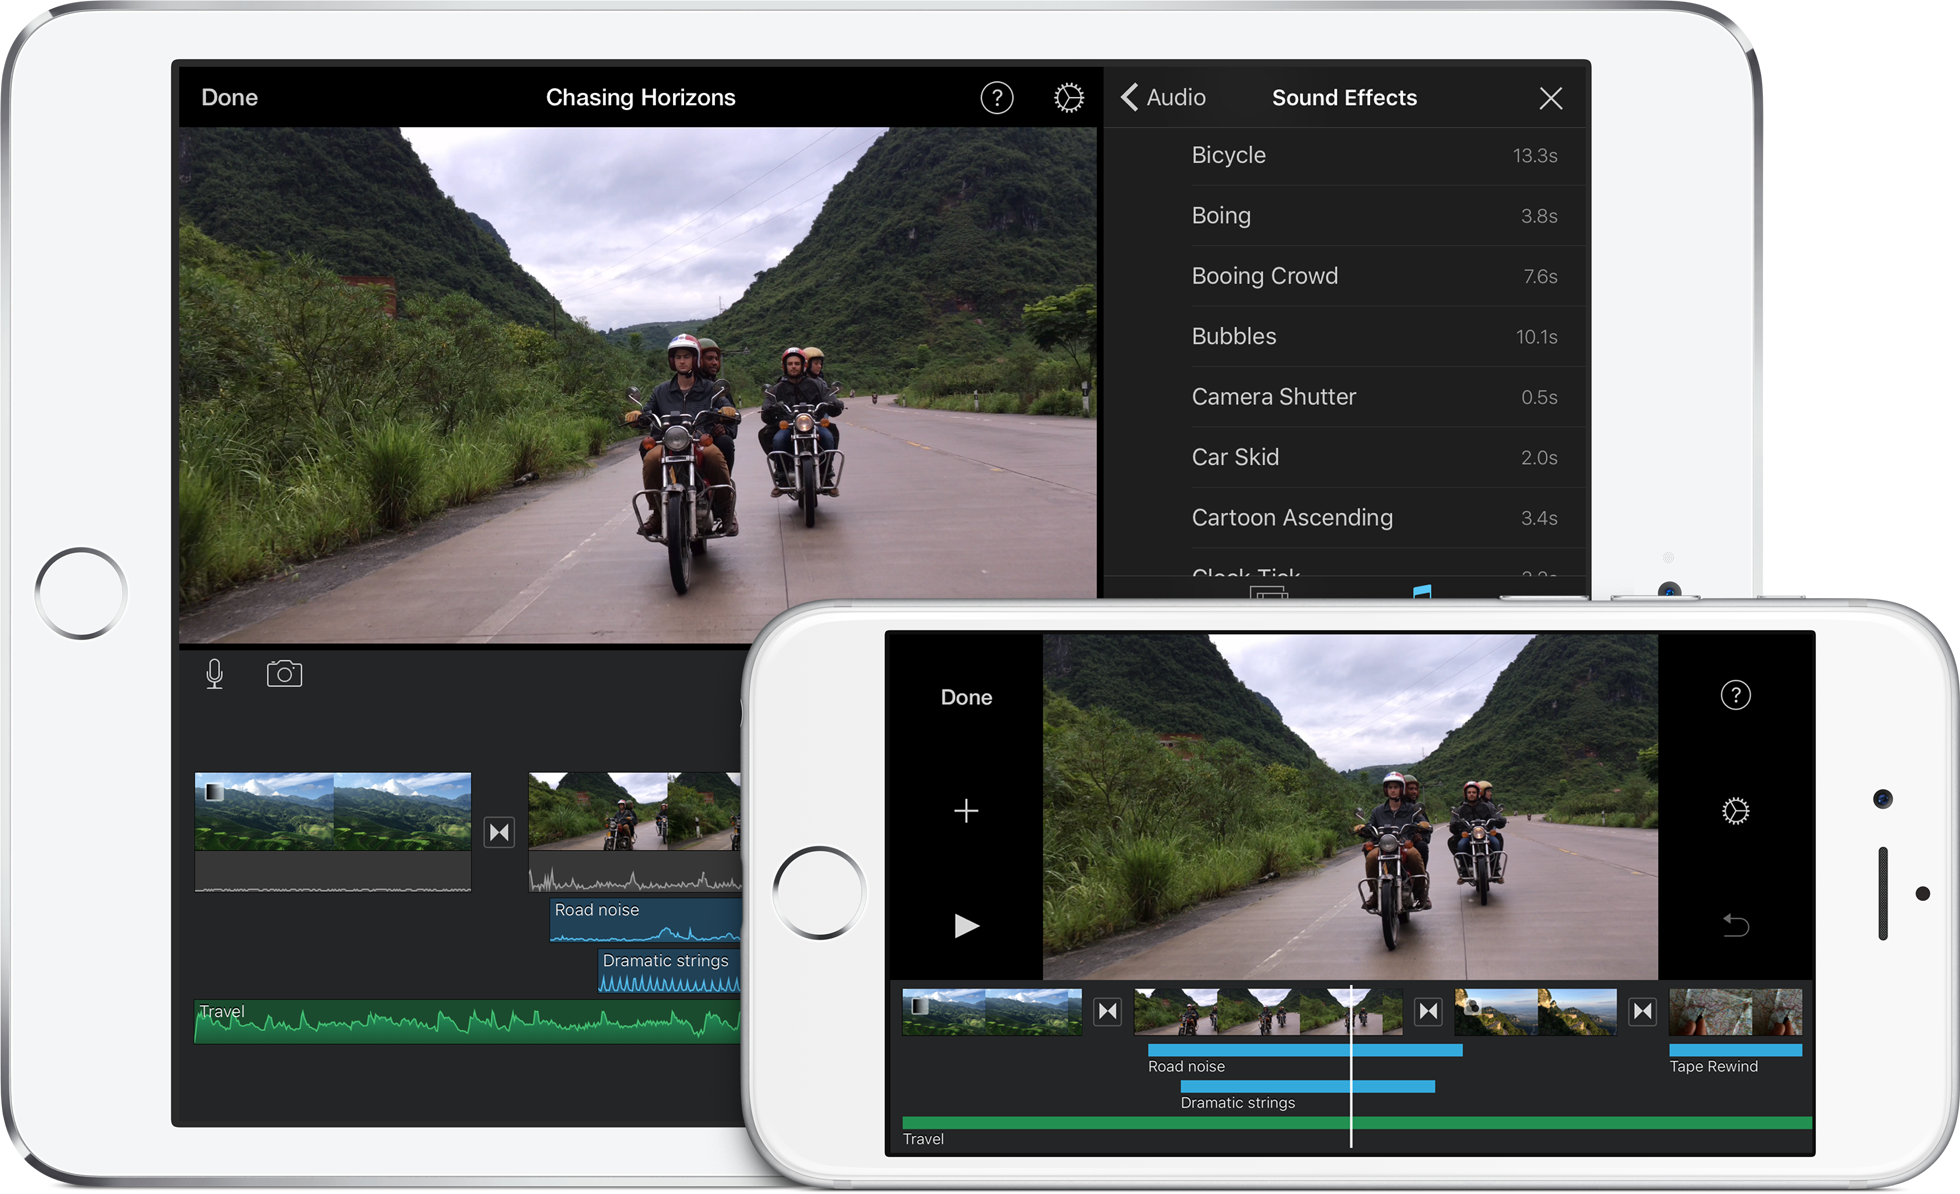 Done
Chasing Horizons
?
Audio
Sound Effects
Bicycle 13.3s
Boing 3.8s
Booing Crowd 7.6s
Bubbles 10.1s
Camera Shutter 0.5s
Car Skid 2.0s
Cartoon Ascending 3.4s
Clock Tick
Road noise
Dramatic strings
Travel
Done
?
Road noise
Tape Rewind
Dramatic strings
Travel